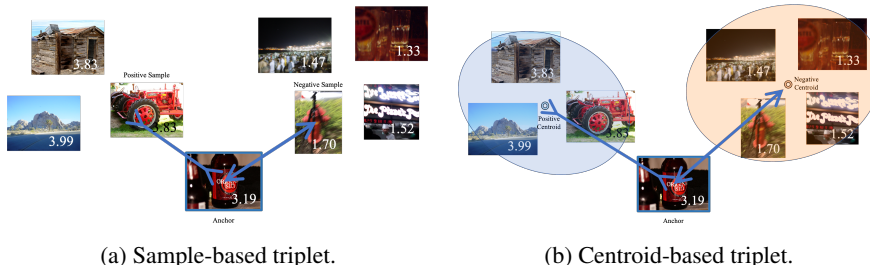 3.83
1.47
1.33
Positive Sample
Negative Sample
3.99
3.83
1.70
1.52
3.19
Anchor
(a) Sample-based triplet.
3.83
1.47
1.33
Negative
Centroid
Positive
Centroid
3.99
3.83
1.70
1.52
3.19
Anchor
(b) Centroid-based triplet.